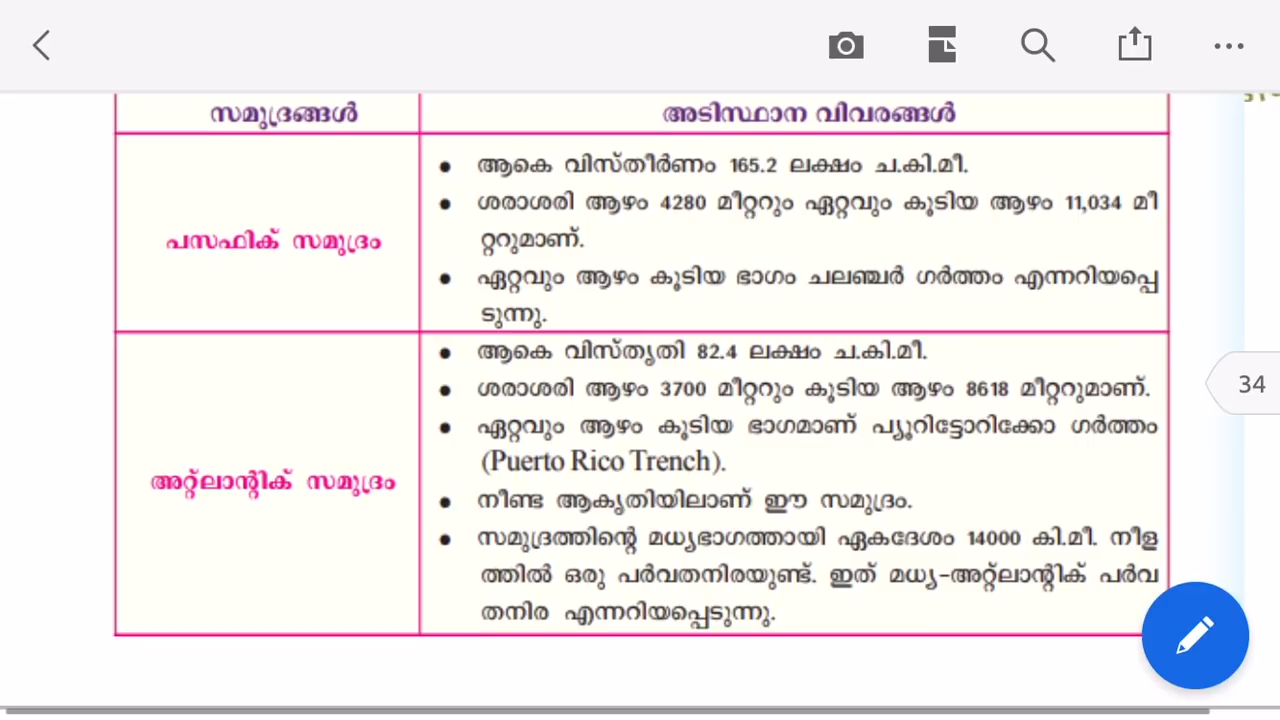 സമുദ്രങ്ങൾ
അടിസ്ഥാന വിവരങ്ങൾ
പസഫിക് സമുദ്രം
• ആകെ വിസ്തീർണം 165.2 ലക്ഷം ച.കി.മീ.
• ശരാശരി ആഴം 4280 മീറ്ററും ഏറ്റവും കൂടിയ ആഴം 11,034 മീ
റ്ററുമാണ്.
• ഏറ്റവും ആഴം കൂടിയ ഭാഗം ചലഞ്ചർ ഗർത്തം എന്നറിയപ്പെ
ടുന്നു.
അറ്റ്ലാന്റിക് സമുദ്രം
• ആകെ വിസ്തൃതി 82.4 ലക്ഷം ച.കി.മീ.
• ശരാശരി ആഴം 3700 മീറ്ററും കൂടിയ ആഴം 8618 മീറ്ററുമാണ്.
• ഏറ്റവും ആഴം കൂടിയ ഭാഗമാണ് പ്യൂറിട്ടോറിക്കോ ഗർത്തം
(Puerto Rico Trench).
• നീണ്ട ആകൃതിയിലാണ് ഈ സമുദ്രം.
• സമുദ്രത്തിന്റെ മധ്യഭാഗത്തായി ഏകദേശം 14000 കി.മീ. നീള
ത്തിൽ ഒരു പർവതനിരയുണ്ട്. ഇത് മധ്യ-അറ്റ്ലാന്റിക് പർവ
തനിര എന്നറിയപ്പെടുന്നു.
34